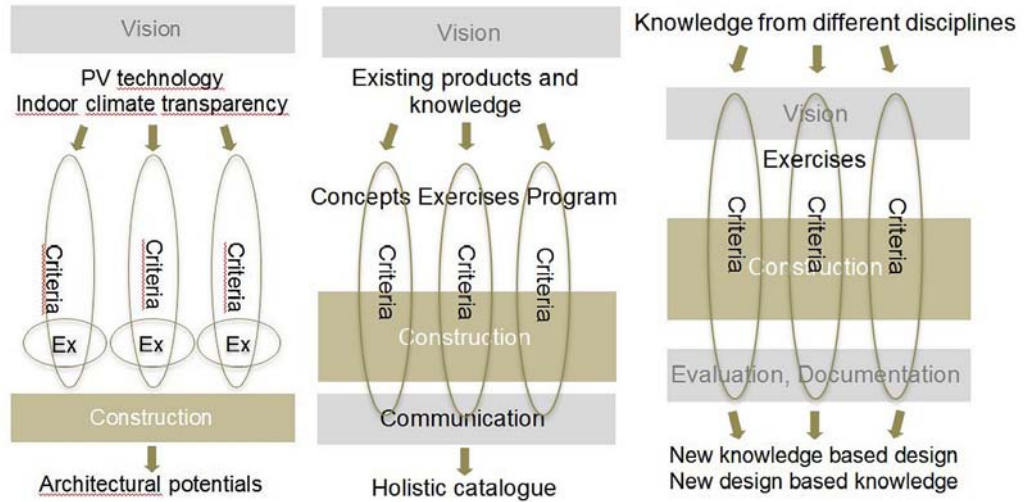 Vision
PV technology
Indoor climate transparency
Criteria
Criteria
Criteria
Ex
Ex
Ex
Construction
Architectural potentials
Vision
Existing products and
knowledge
Concepts Exercises Program
Criteria
Criteria
Criteria
Construction
Communication
Holistic catalogue
Knowledge from different disciplines
Vision
Exercises
Criteria
Criteria
Criteria
Construction
Evaluation, Documentation
New knowledge based design
New design based knowledge